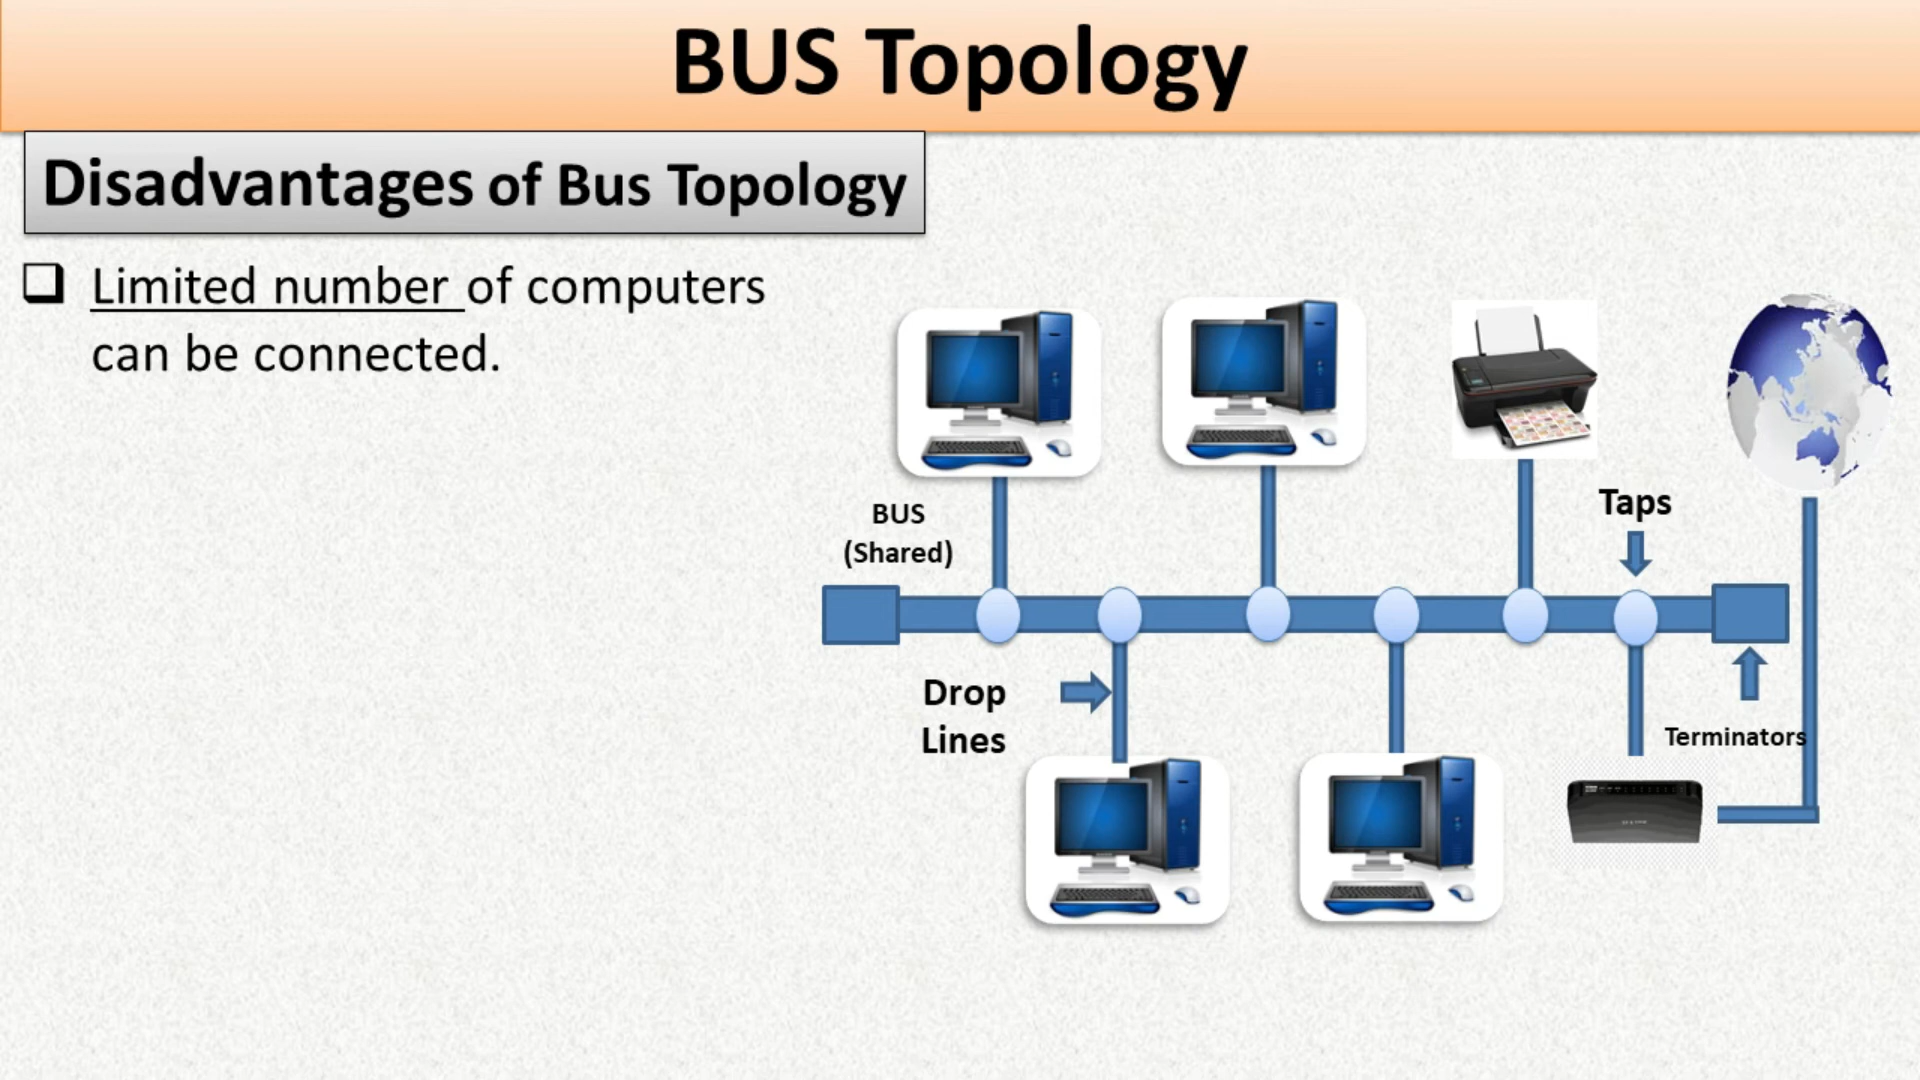 BUS Topology
Disadvantages of Bus Topology
Limited number of computers
can be connected.
BUS
(Shared)
Taps
Drop
Lines
Terminators